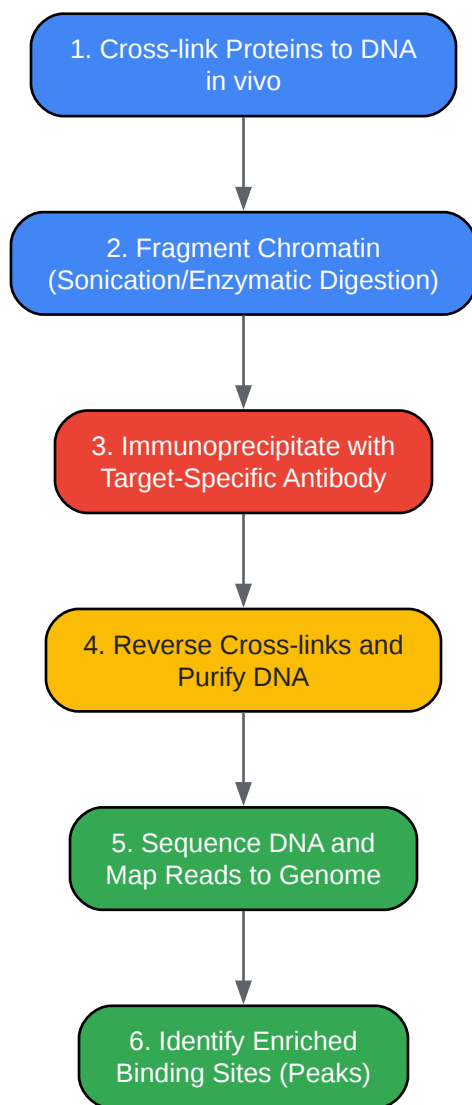 1. Cross-link Proteins to DNA
in vivo
2. Fragment Chromatin
(Sonication/Enzymatic Digestion)
3. Immunoprecipitate with
Target-Specific Antibody
4. Reverse Cross-links and
Purify DNA
5. Sequence DNA and
Map Reads to Genome
6. Identify Enriched
Binding Sites (Peaks)